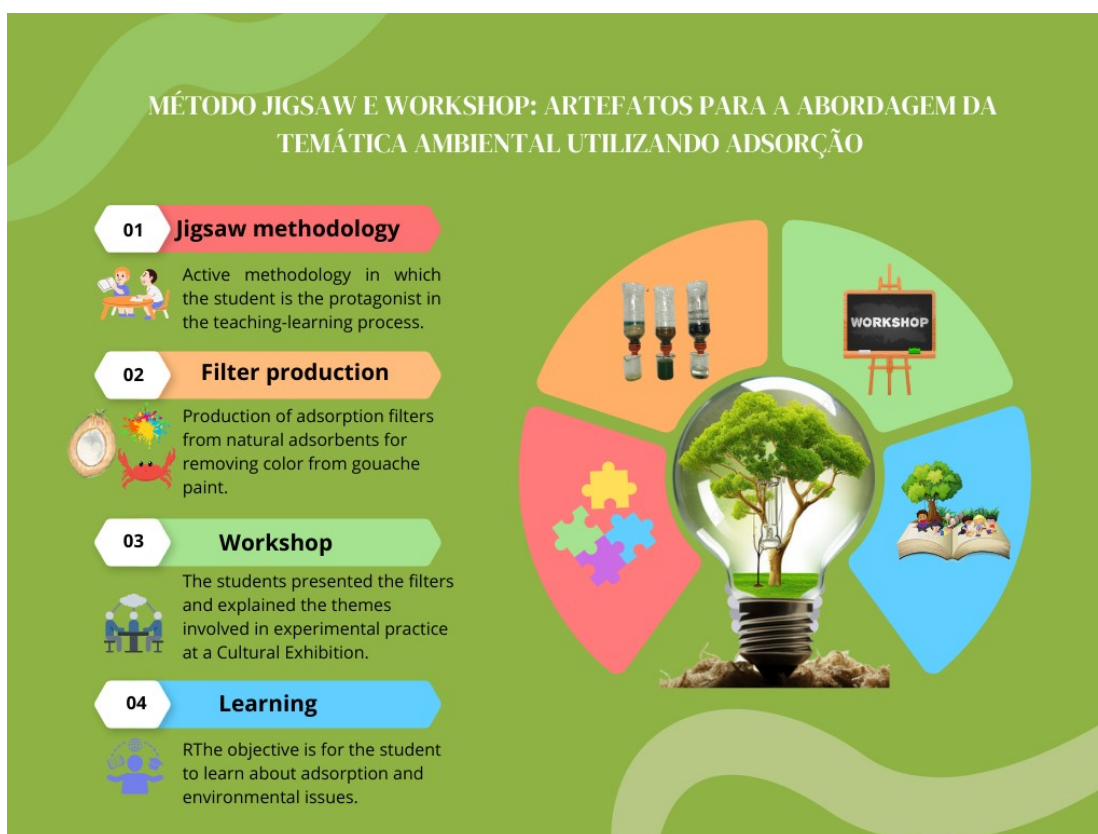 MÉTODO JIGSAW E WORKSHOP: ARTEFATOS PARA A ABORDAGEM DA
TEMÁTICA AMBIENTAL UTILIZANDO ADSORÇÃO
01
Jigsaw methodology
Active methodology in which
the student is the protagonist in
the teaching-learning process.
02
Filter production
Production of adsorption filters
from natural adsorbents for
removing color from gouache
paint.
03
Workshop
The students presented the filters
and explained the themes
involved in experimental practice
at a Cultural Exhibition.
04
Learning
RThe objective is for the student
to learn about adsorption and
environmental issues.
WORKSHOP